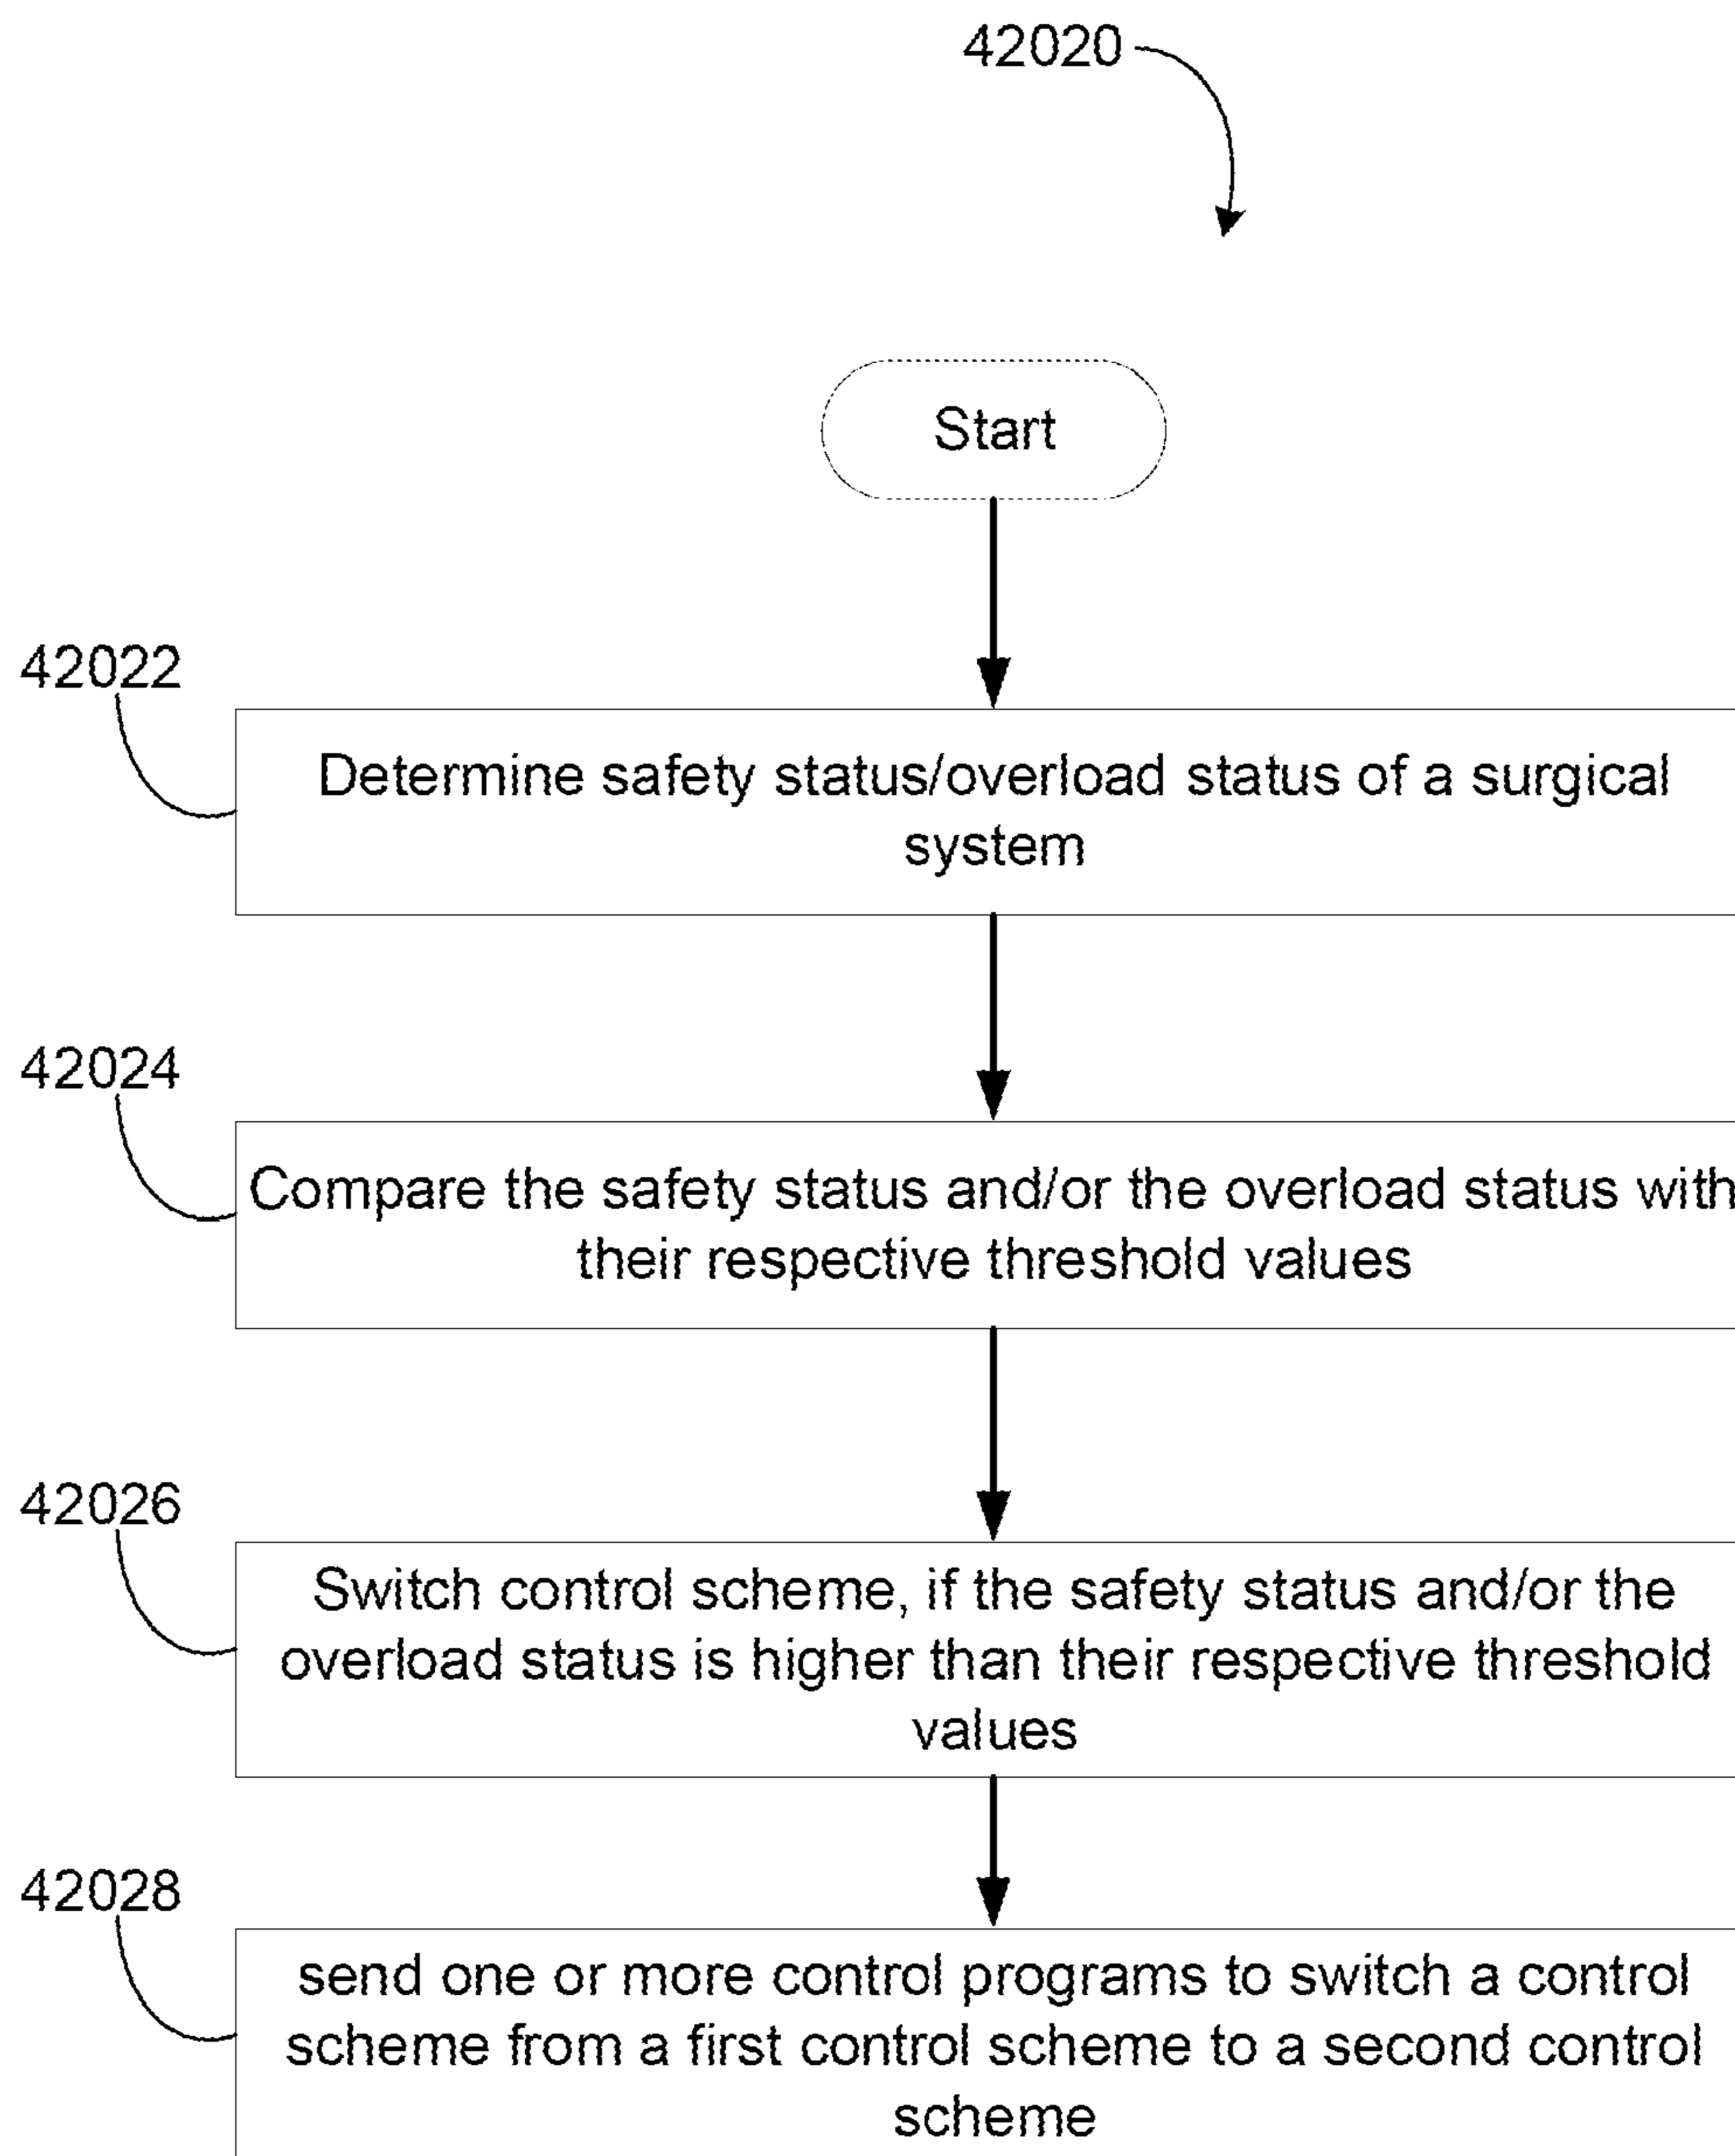 42020
Start
42022
Determine safety status/overload status of a surgical
system
42024
Compare the safety status and/or the overload status with
their respective threshold values
42026
Switch control scheme, if the safety status and/or the
overload status is higher than their respective threshold
values
42028
send one or more control programs to switch a control
scheme from a first control scheme to a second control
scheme